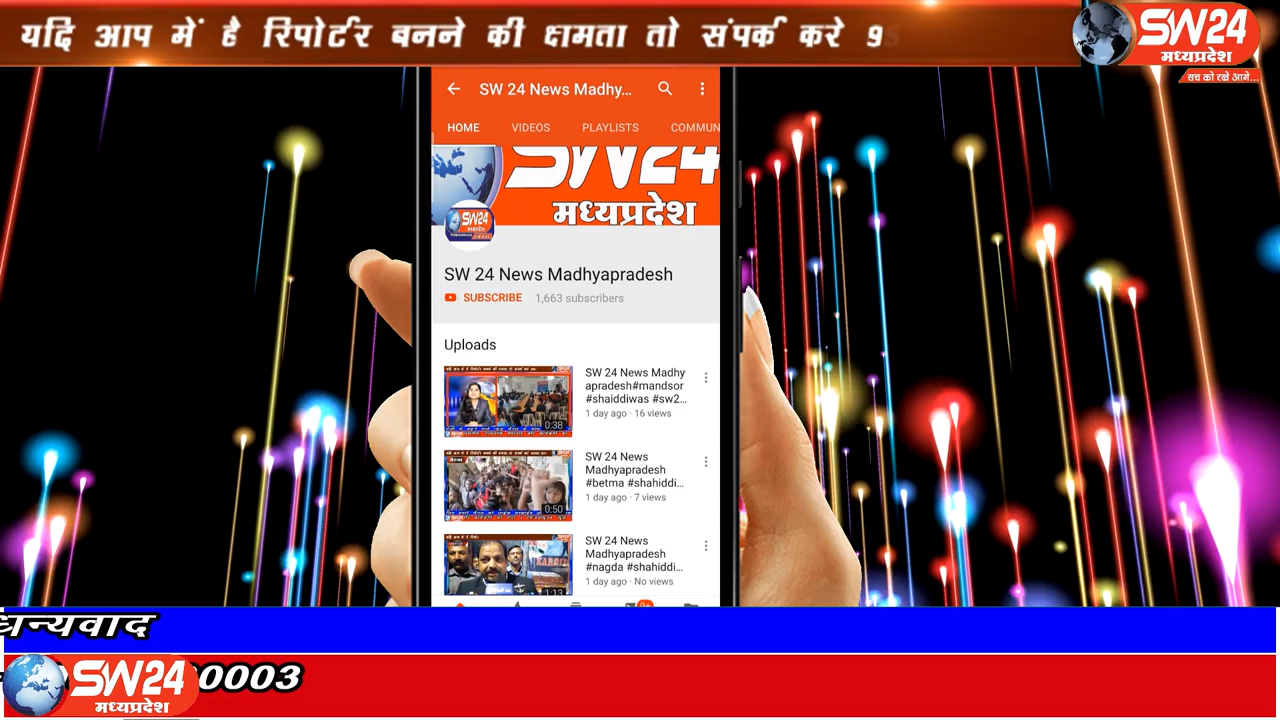 यदि आप में है रिपोर्टर बनने की क्षमता तो संपर्क करे 9
SW24
मध्यप्रदेश
सच को रखे आगे...
SW 24 News Madhy...
HOME VIDEOS PLAYLISTS COMMUN
SW24
मध्यप्रदेश
SW24
SW 24 News Madhyapradesh
SUBSCRIBE 1,663 subscribers
Uploads
SW 24 News Madhy
apradesh#mandsor
#shaiddiwas #sw2...
1 day ago · 16 views
0:38
SW 24 News
Madhyapradesh
#betma #shahiddi...
1 day ago · 7 views
0:50
SW 24 News
Madhyapradesh
#nagda #shahiddi...
1 day ago · No views
1:13
धन्यवाद
SW24
मध्यप्रदेश
0003